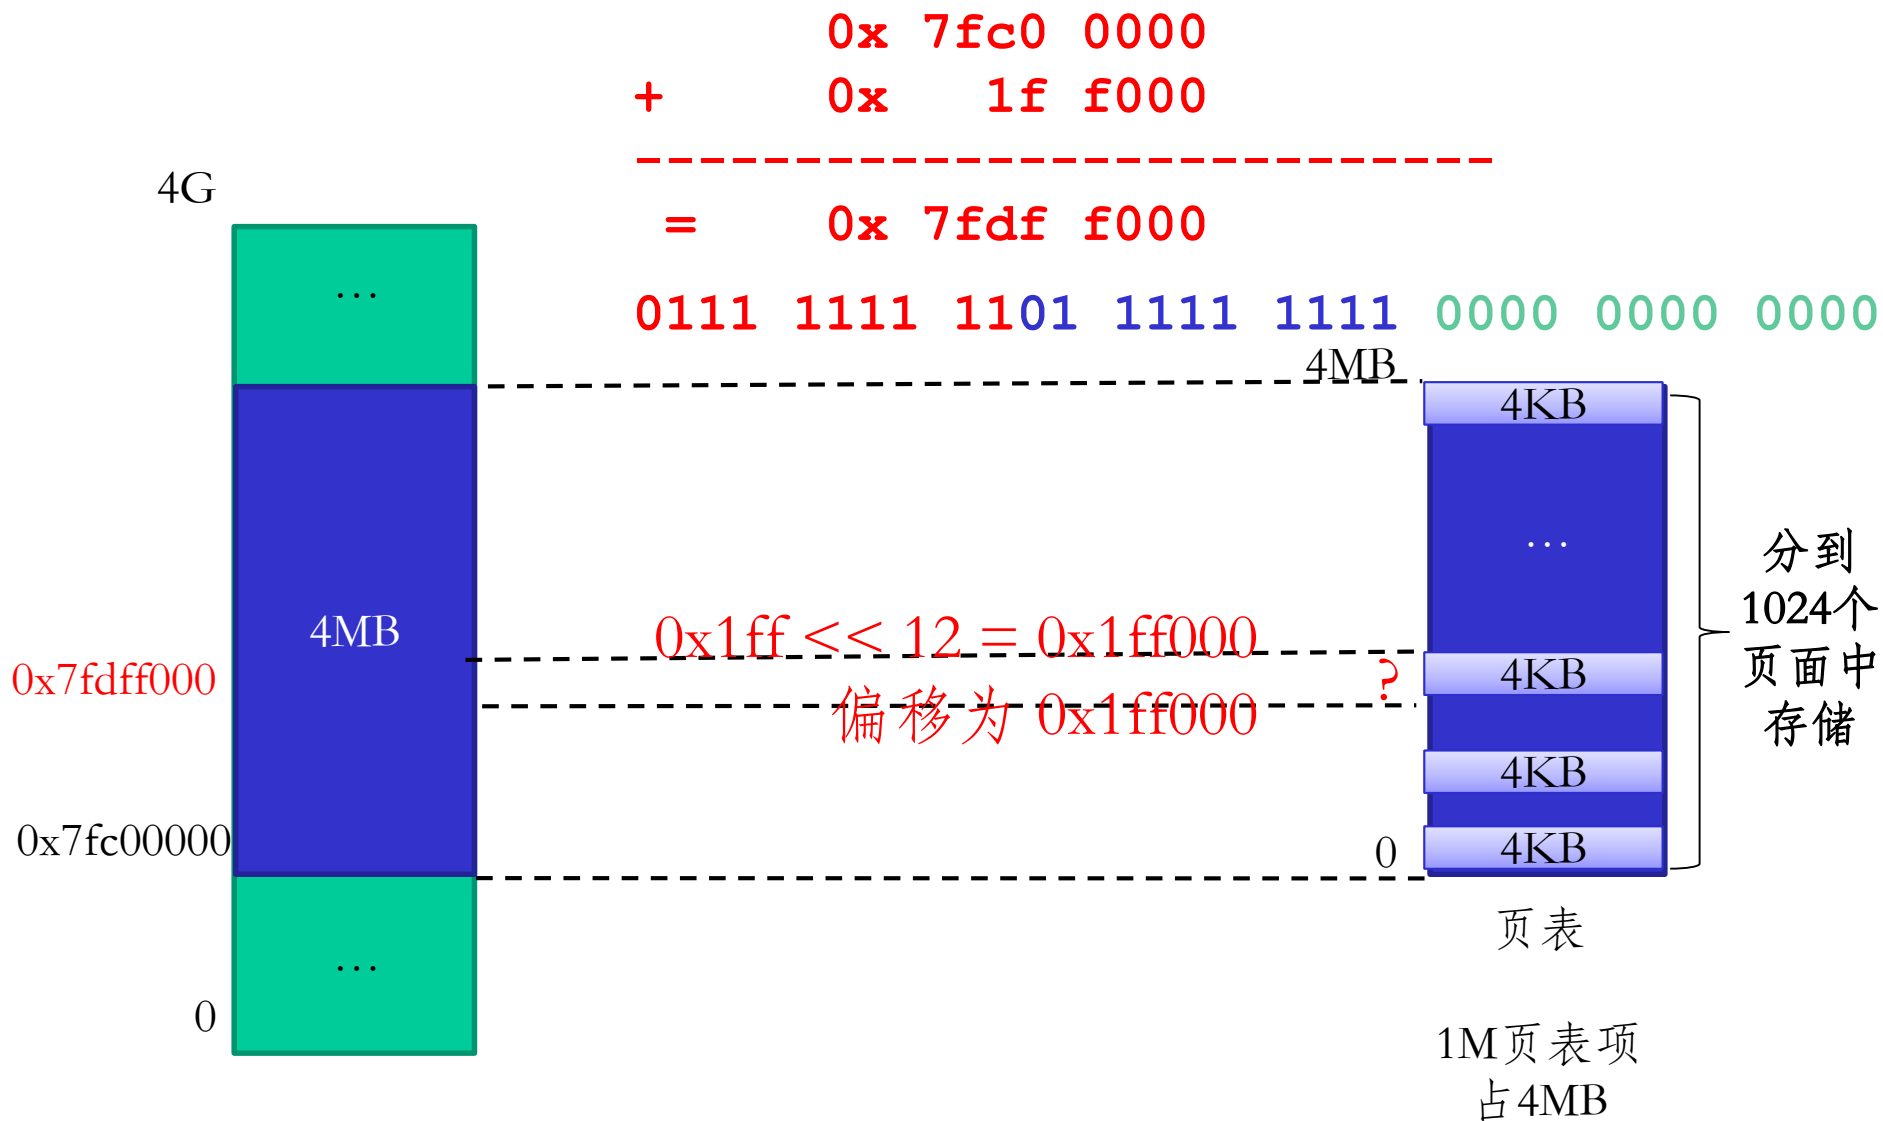 0x 7fc0 0000
+ 0x 1f f000
= 0x 7fdf f000
0111 1111 1101 1111 1111 0000 0000 0000
4G
…
4MB
0x7fdff000
0x7fc00000
…
0
0x1ff << 12 = 0x1ff000
偏移为 0x1ff000
?
4MB
4KB
…
4KB
4KB
0
4KB
分到
1024个
页面中
存储
页表
1M页表项
占4MB